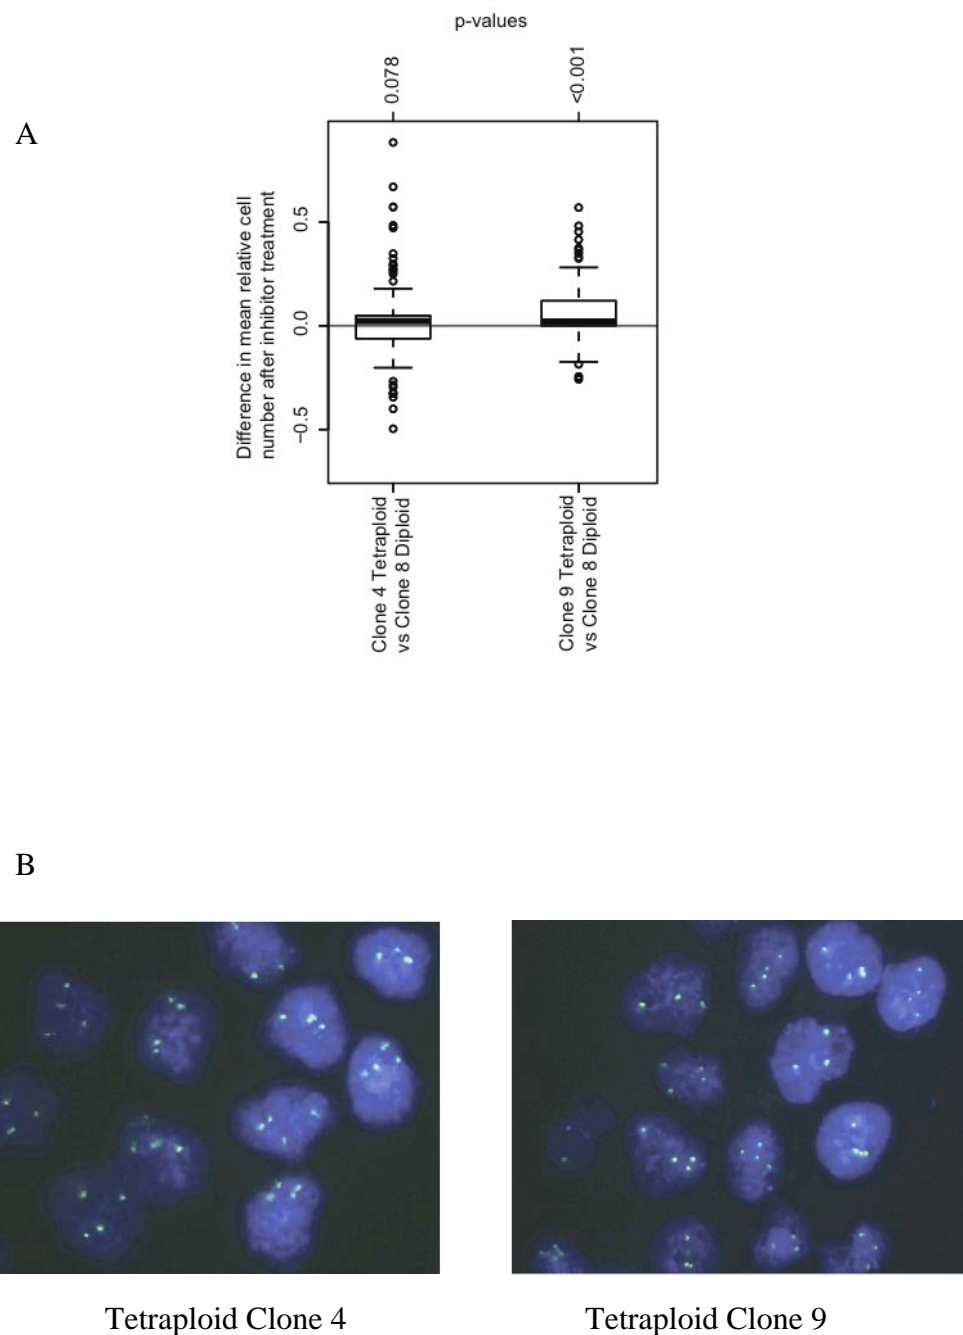 p-values
0.078
<0.001
A
Difference in mean relative cell
number after inhibitor treatment
0.5
0.0
−0.5
Clone 4 Tetraploid
vs Clone 8 Diploid
Clone 9 Tetraploid
vs Clone 8 Diploid
B
Tetraploid Clone 4
Tetraploid Clone 9